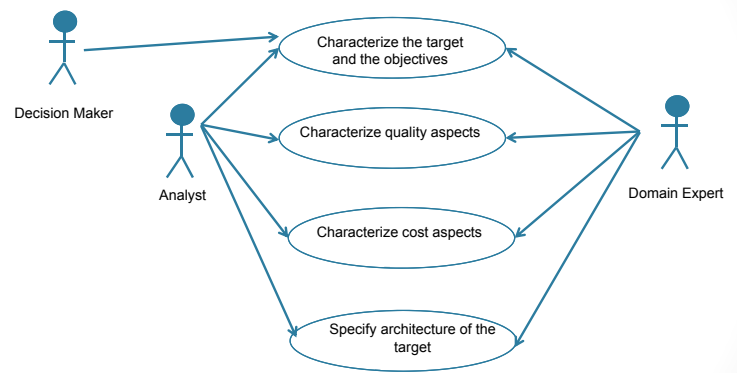 Characterize the target
and the objectives
Decision Maker
Characterize quality aspects
Analyst
Domain Expert
Characterize cost aspects
Specify architecture of the
target